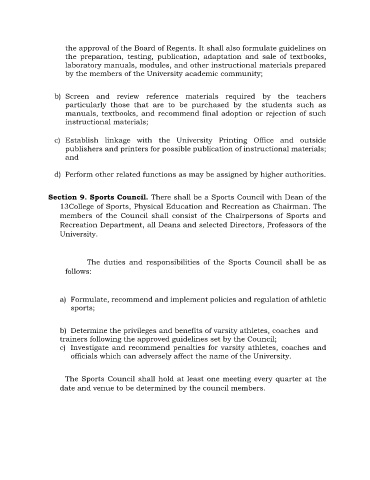 the approval of the Board of Regents. It shall also formulate guidelines on
the preparation, testing, publication, adaptation and sale of textbooks,
laboratory manuals, modules, and other instructional materials prepared
by the members of the University academic community;
b) Screen and review reference materials required by the teachers
particularly those that are to be purchased by the students such as
manuals, textbooks, and recommend final adoption or rejection of such
instructional materials;
c) Establish linkage with the University Printing Office and outside
publishers and printers for possible publication of instructional materials;
and
d) Perform other related functions as may be assigned by higher authorities.
Section 9. Sports Council. There shall be a Sports Council with Dean of the
13College of Sports, Physical Education and Recreation as Chairman. The
members of the Council shall consist of the Chairpersons of Sports and
Recreation Department, all Deans and selected Directors, Professors of the
University.
The duties and responsibilities of the Sports Council shall be as
follows:
a) Formulate, recommend and implement policies and regulation of athletic
sports;
b) Determine the privileges and benefits of varsity athletes, coaches and
trainers following the approved guidelines set by the Council;
c) Investigate and recommend penalties for varsity athletes, coaches and
officials which can adversely affect the name of the University.
The Sports Council shall hold at least one meeting every quarter at the
date and venue to be determined by the council members.